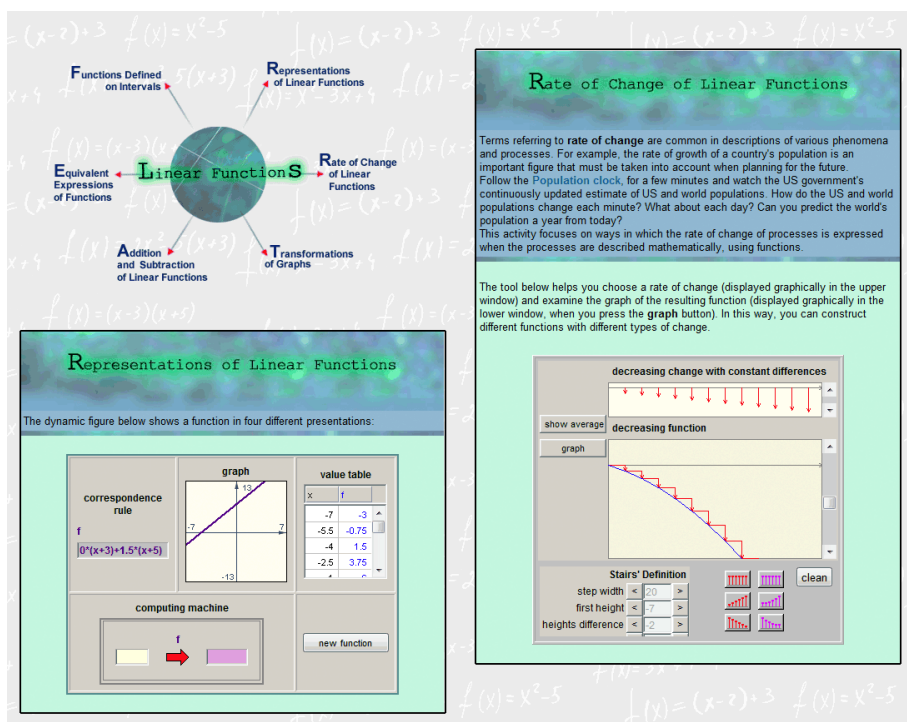 Functions Defined
on Intervals
Representations
of Linear Functions
Equivalent
Expressions
of Functions
Linear FunctionS
Rate of Change
of Linear
Functions
Addition
and Subtraction
of Linear Functions
Transformations
of Graphs
Representations of Linear Functions
The dynamic figure below shows a function in four different presentations:
correspondence
rule
f
0*(x+3)+1.5*(x+5)
graph
13
-7
7
-13
value table
x f
-7 -3
-5.5 -0.75
-4 1.5
-2.5 3.75
computing machine
f
new function
Rate of Change of Linear Functions
Terms referring to rate of change are common in descriptions of various phenomena
and processes. For example, the rate of growth of a country's population is an
important figure that must be taken into account when planning for the future.
Follow the Population clock, for a few minutes and watch the US government's
continuously updated estimate of US and world populations. How do the US and world
populations change each minute? What about each day? Can you predict the world's
population a year from today?
This activity focuses on ways in which the rate of change of processes is expressed
when the processes are described mathematically, using functions.
The tool below helps you choose a rate of change (displayed graphically in the upper
window) and examine the graph of the resulting function (displayed graphically in the
lower window, when you press the graph button). In this way, you can construct
different functions with different types of change.
decreasing change with constant differences
show average
decreasing function
graph
Stairs' Definition
step width < 20 >
first height < -7 >
heights difference < -2 >
clean
f(x) = x²-5
f(x) = (x-2)+3